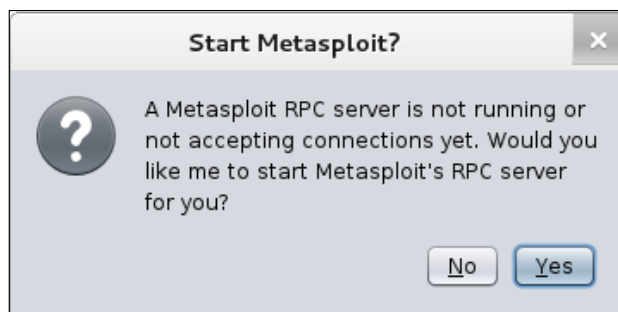 Start Metasploit?
A Metasploit RPC server is not running or
not accepting connections yet. Would you
like me to start Metasploit's RPC server
for you?
No Yes